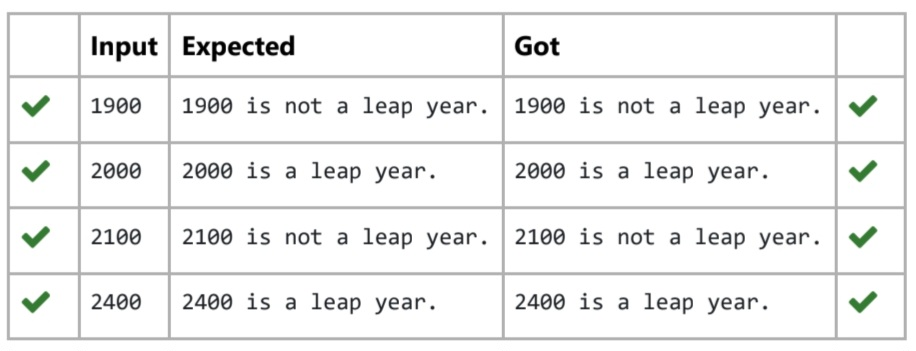 Input Expected Got
1900 1900 is not a leap year. 1900 is not a leap year.
2000 2000 is a leap year. 2000 is a leap year.
2100 2100 is not a leap year. 2100 is not a leap year.
2400 2400 is a leap year. 2400 is a leap year.